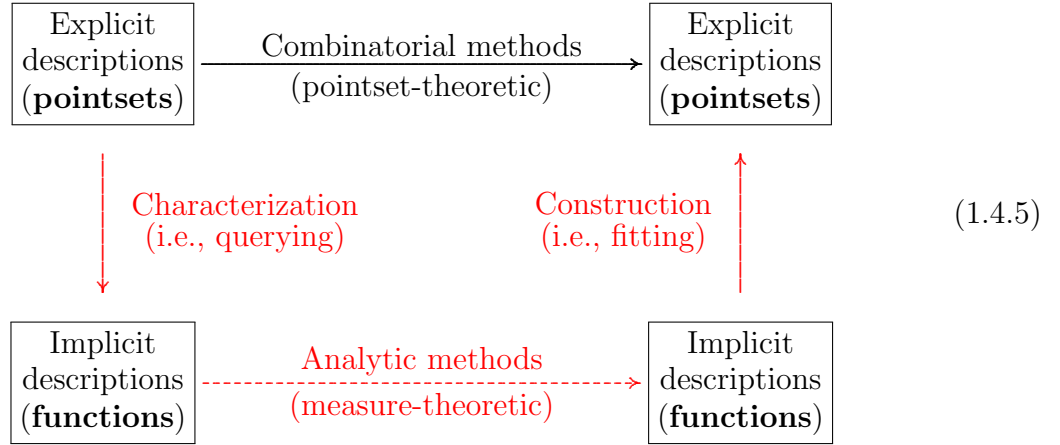 Explicit
descriptions
(pointsets)
Combinatorial methods
(pointset-theoretic)
Explicit
descriptions
(pointsets)
Characterization
(i.e., querying)
Construction
(i.e., fitting)
(1.4.5)
Implicit
descriptions
(functions)
Analytic methods
(measure-theoretic)
Implicit
descriptions
(functions)